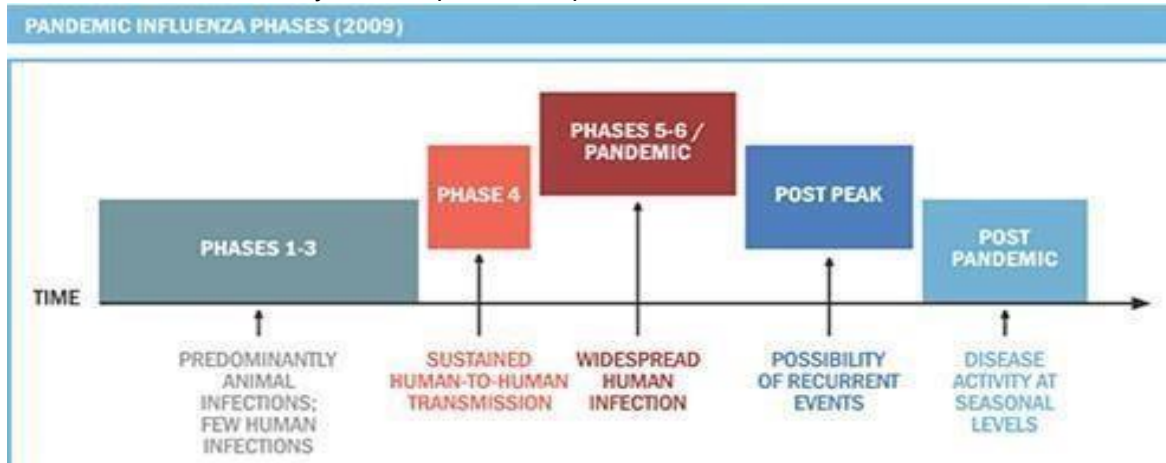 PANDEMIC INFLUENZA PHASES (2009)
PHASES 5-6 /
PANDEMIC
PHASE 4
POST PEAK
PHASES 1-3
POST
PANDEMIC
TIME
PREDOMINANTLY
ANIMAL
INFECTIONS;
FEW HUMAN
INFECTIONS
SUSTAINED
HUMAN-TO-HUMAN
TRANSMISSION
WIDESPREAD
HUMAN
INFECTION
POSSIBILITY
OF RECURRENT
EVENTS
DISEASE
ACTIVITY AT
SEASONAL
LEVELS